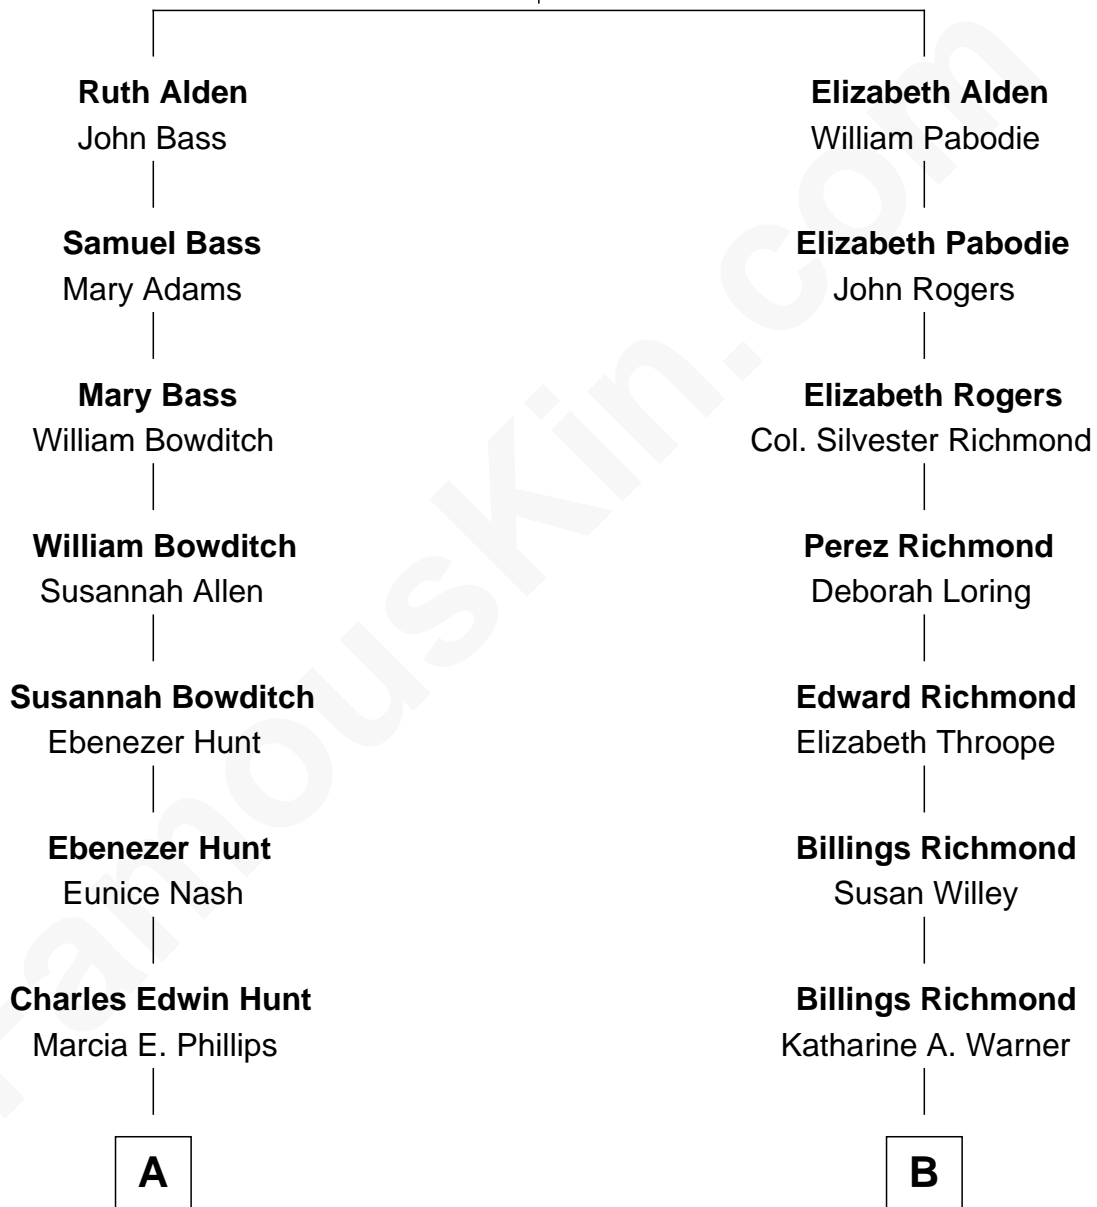 Ruth Alden
John Bass
Elizabeth Alden
William Pabodie
Samuel Bass
Mary Adams
Elizabeth Pabodie
John Rogers
Mary Bass
William Bowditch
Elizabeth Rogers
Col. Silvester Richmond
William Bowditch
Susannah Allen
Perez Richmond
Deborah Loring
Susannah Bowditch
Ebenezer Hunt
Edward Richmond
Elizabeth Throope
Ebenezer Hunt
Eunice Nash
Billings Richmond
Susan Willey
Charles Edwin Hunt
Marcia E. Phillips
Billings Richmond
Katharine A. Warner
A
B
FamousKin.com